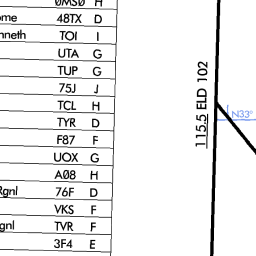 0MS0 H
ome 48TX D
nneth TOI I
UTA G
TUP G
75J J
TCL H
TYR D
F87 F
UOX G
A08 H
Rgnl 76F D
VKS F
gnl TVR F
3F4 E
115.5 ELD 102
N33°